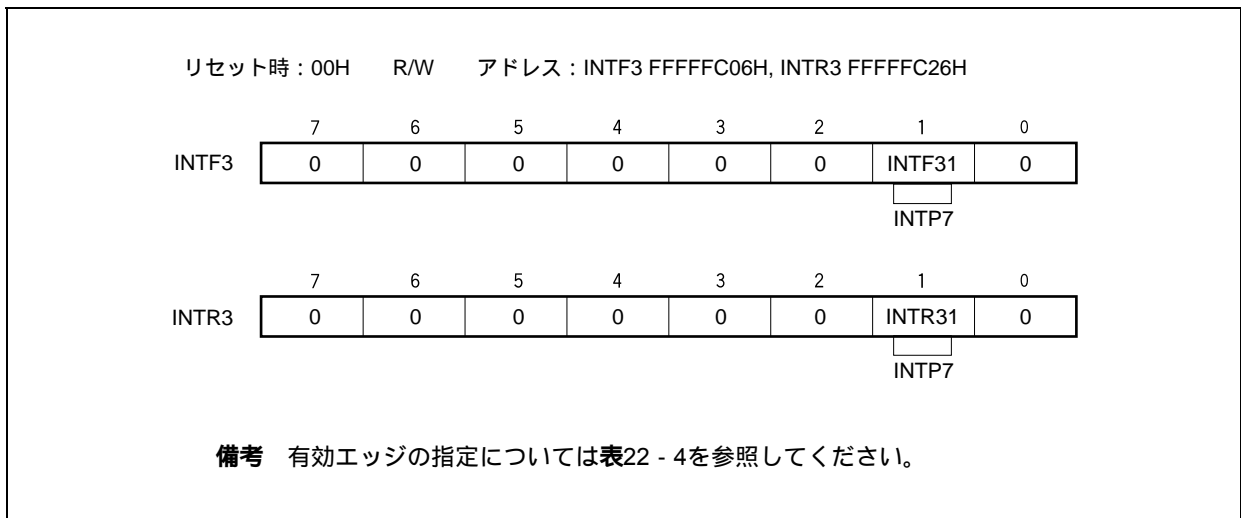 リセット時：00H R/W アドレス：INTF3 FFFFFC06H, INTR3 FFFFFC26H
7 6 5 4 3 2 1 0
INTF3 0 0 0 0 0 0 INTF31 0
INTP7
7 6 5 4 3 2 1 0
INTR3 0 0 0 0 0 0 INTR31 0
INTP7
備考 有効エッジの指定については表22 - 4を参照してください。